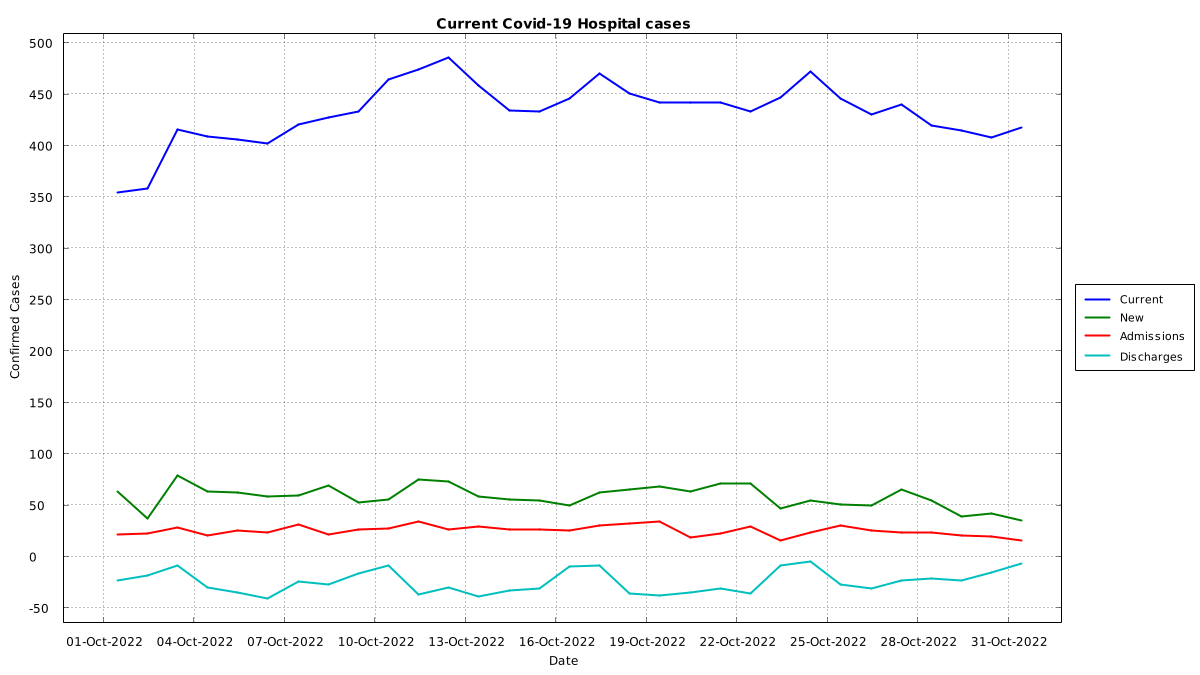 Current Covid-19 Hospital cases
500
450
400
350
300
250
200
150
100
50
0
-50
Confirmed Cases
01-Oct-2022 04-Oct-2022 07-Oct-2022 10-Oct-2022 13-Oct-2022 16-Oct-2022 19-Oct-2022 22-Oct-2022 25-Oct-2022 28-Oct-2022 31-Oct-2022
Date
Current
New
Admissions
Discharges